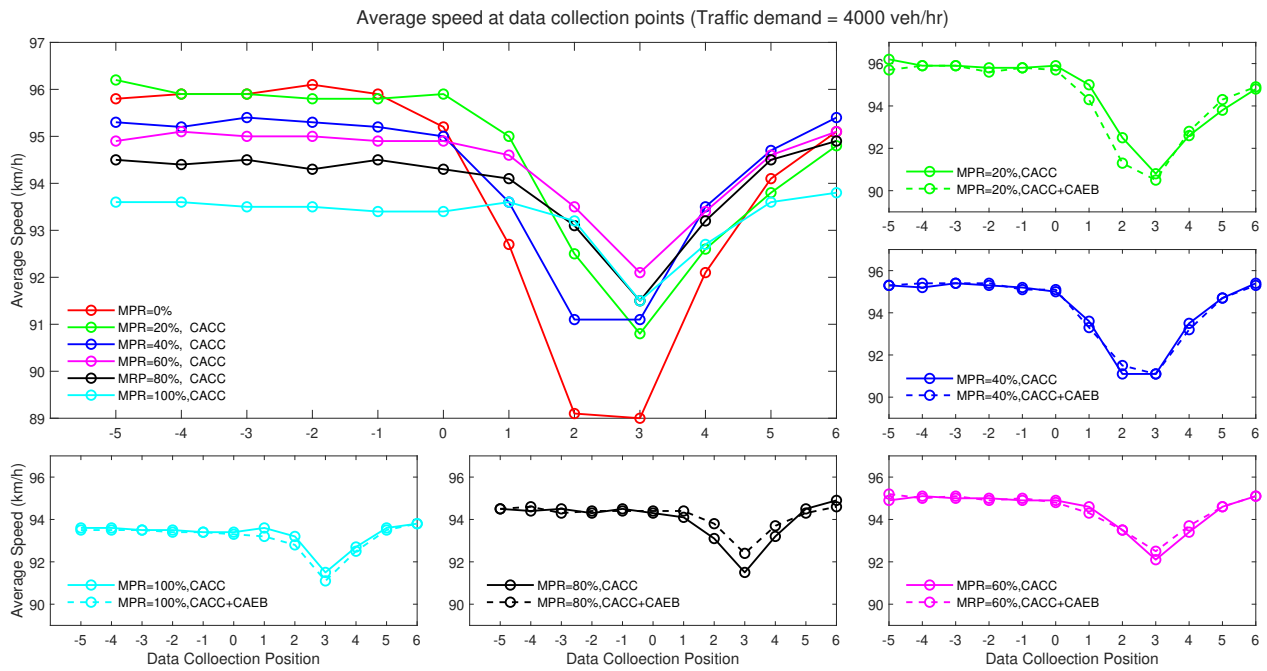 Average speed at data collection points (Traffic demand = 4000 veh/hr)
Average Speed (km/h)
97
96
95
94
93
92
91
90
89
MPR=0%
MPR=20%, CACC
MPR=40%, CACC
MPR=60%, CACC
MRP=80%, CACC
MPR=100%,CACC
-5 -4 -3 -2 -1 0 1 2 3 4 5 6
96
94
92
90
MPR=20%,CACC
MPR=20%,CACC+CAEB
-5 -4 -3 -2 -1 0 1 2 3 4 5 6
96
94
92
90
MPR=40%,CACC
MPR=40%,CACC+CAEB
-5 -4 -3 -2 -1 0 1 2 3 4 5 6
Average Speed (km/h)
96
94
92
90
MPR=100%,CACC
MPR=100%,CACC+CAEB
-5 -4 -3 -2 -1 0 1 2 3 4 5 6
Data Colloection Position
96
94
92
90
MPR=80%,CACC
MPR=80%,CACC+CAEB
-5 -4 -3 -2 -1 0 1 2 3 4 5 6
Data Colloection Position
96
94
92
90
MPR=60%,CACC
MRP=60%,CACC+CAEB
-5 -4 -3 -2 -1 0 1 2 3 4 5 6
Data Colloection Position